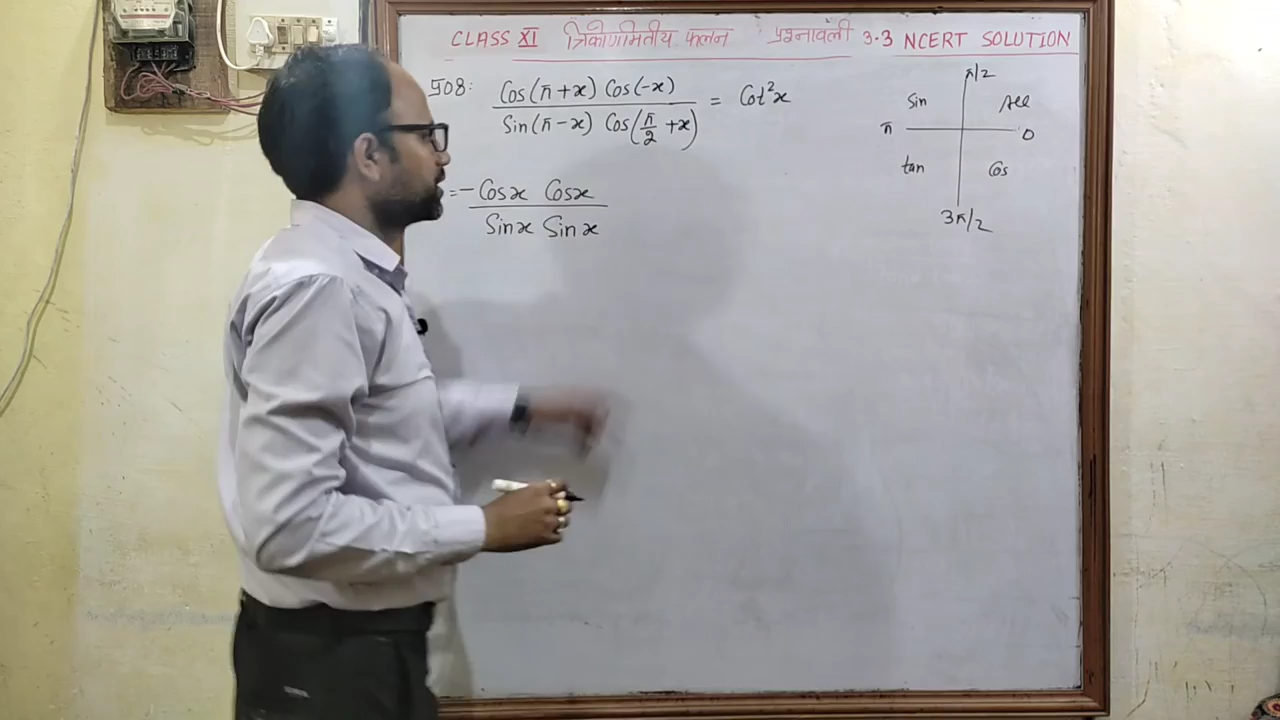 CLASS XI त्रिकोणमितीय फलन प्रश्नावली 3.3 NCERT SOLUTION
प्र08: Cos(π+x) Cos(-x) / Sin(π-x) Cos(π/2 +x) = Cot²x
= -Cosx Cosx / Sinx Sinx
π/2
Sin All
π 0
tan Cos
3π/2